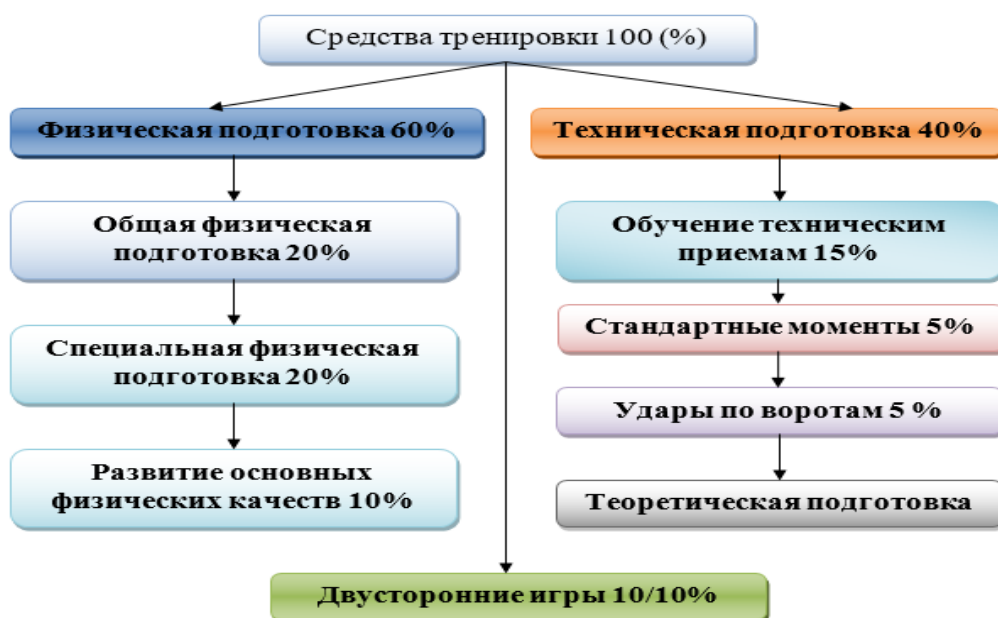 Средства тренировки 100 (%)
Физическая подготовка 60%
Техническая подготовка 40%
Общая физическая
подготовка 20%
Обучение техническим
приемам 15%
Специальная физическая
подготовка 20%
Стандартные моменты 5%
Удары по воротам 5 %
Развитие основных
физических качеств 10%
Теоретическая подготовка
Двусторонние игры 10/10%